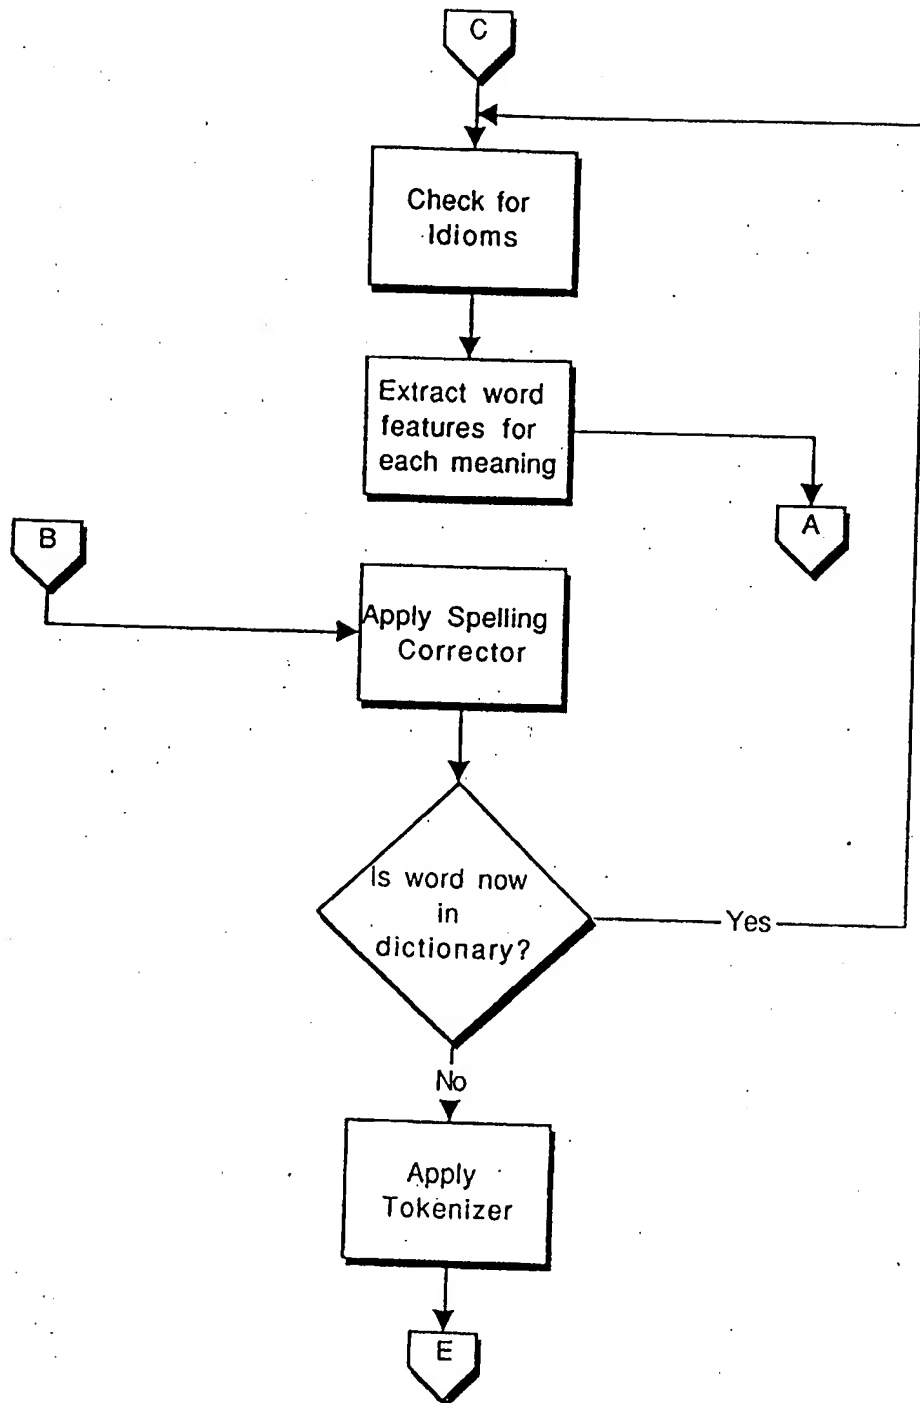 C
Check for
Idioms
Extract word
features for
each meaning
A
B
Apply Spelling
Corrector
Is word now
in
dictionary?
Yes
No
Apply
Tokenizer
E